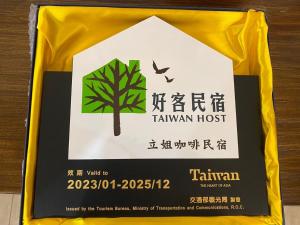 好客民宿
TAIWAN HOST
立姐咖啡民宿
效期 Valid to
2023/01-2025/12
Taiwan
THE HEART OF ASIA
交通部觀光局 製發
Issued by the Tourism Bureau, Ministry of Transportation and Communications, R.O.C.